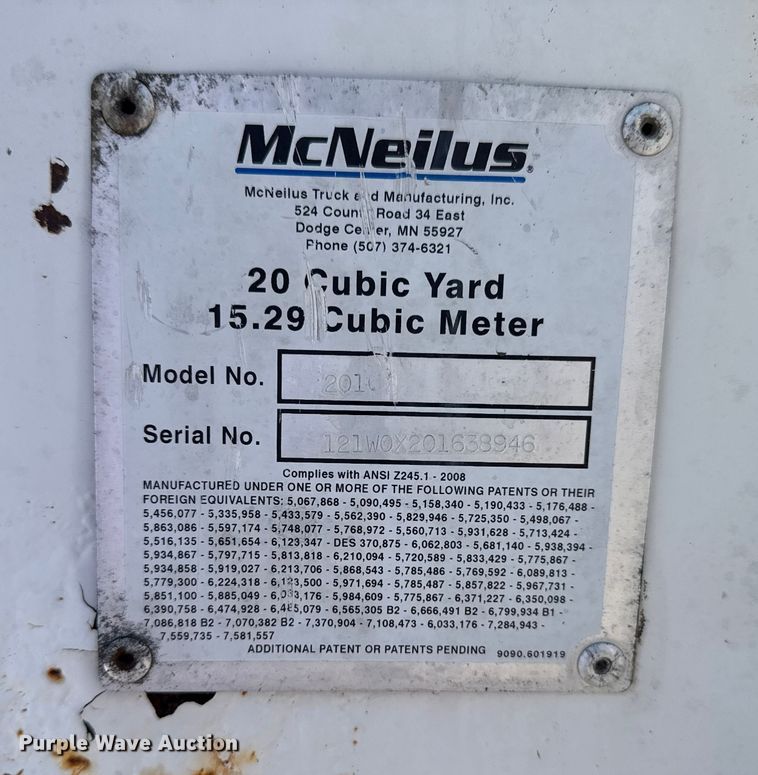 McNeilus®
McNeilus Truck and Manufacturing, Inc.
524 County Road 34 East
Dodge Center, MN 55927
Phone (507) 374-6321
20 Cubic Yard
15.29 Cubic Meter
Model No.
Serial No. 121W0X201638946
Complies with ANSI Z245.1 - 2008
MANUFACTURED UNDER ONE OR MORE OF THE FOLLOWING PATENTS OR THEIR
FOREIGN EQUIVALENTS: 5,067,868 - 5,090,495 - 5,158,340 - 5,190,433 - 5,176,488 -
5,456,077 - 5,335,958 - 5,433,579 - 5,562,390 - 5,829,946 - 5,725,350 - 5,498,067 -
5,863,086 - 5,597,174 - 5,748,077 - 5,768,972 - 5,560,713 - 5,931,628 - 5,713,424 -
5,516,135 - 5,651,654 - 6,123,347 - DES 370,875 - 6,062,803 - 5,681,140 - 5,938,394 -
5,934,867 - 5,797,715 - 5,813,818 - 6,210,094 - 5,720,589 - 5,833,429 - 5,775,867 -
5,934,858 - 5,919,027 - 6,213,706 - 5,868,543 - 5,785,486 - 5,769,592 - 6,089,813 -
5,779,300 - 6,224,318 - 6,123,500 - 5,971,694 - 5,785,487 - 5,857,822 - 5,967,731 -
5,851,100 - 5,885,049 - 6,033,176 - 5,984,609 - 5,775,867 - 6,371,227 - 6,350,098 -
6,390,758 - 6,474,928 - 6,485,079 - 6,565,305 B2 - 6,666,491 B2 - 6,799,934 B1 -
7,086,818 B2 - 7,070,382 B2 - 7,370,904 - 7,108,473 - 6,033,176 - 7,284,943 -
7,559,735 - 7,581,557
ADDITIONAL PATENT OR PATENTS PENDING 9090.601919
Purple Wave Auction